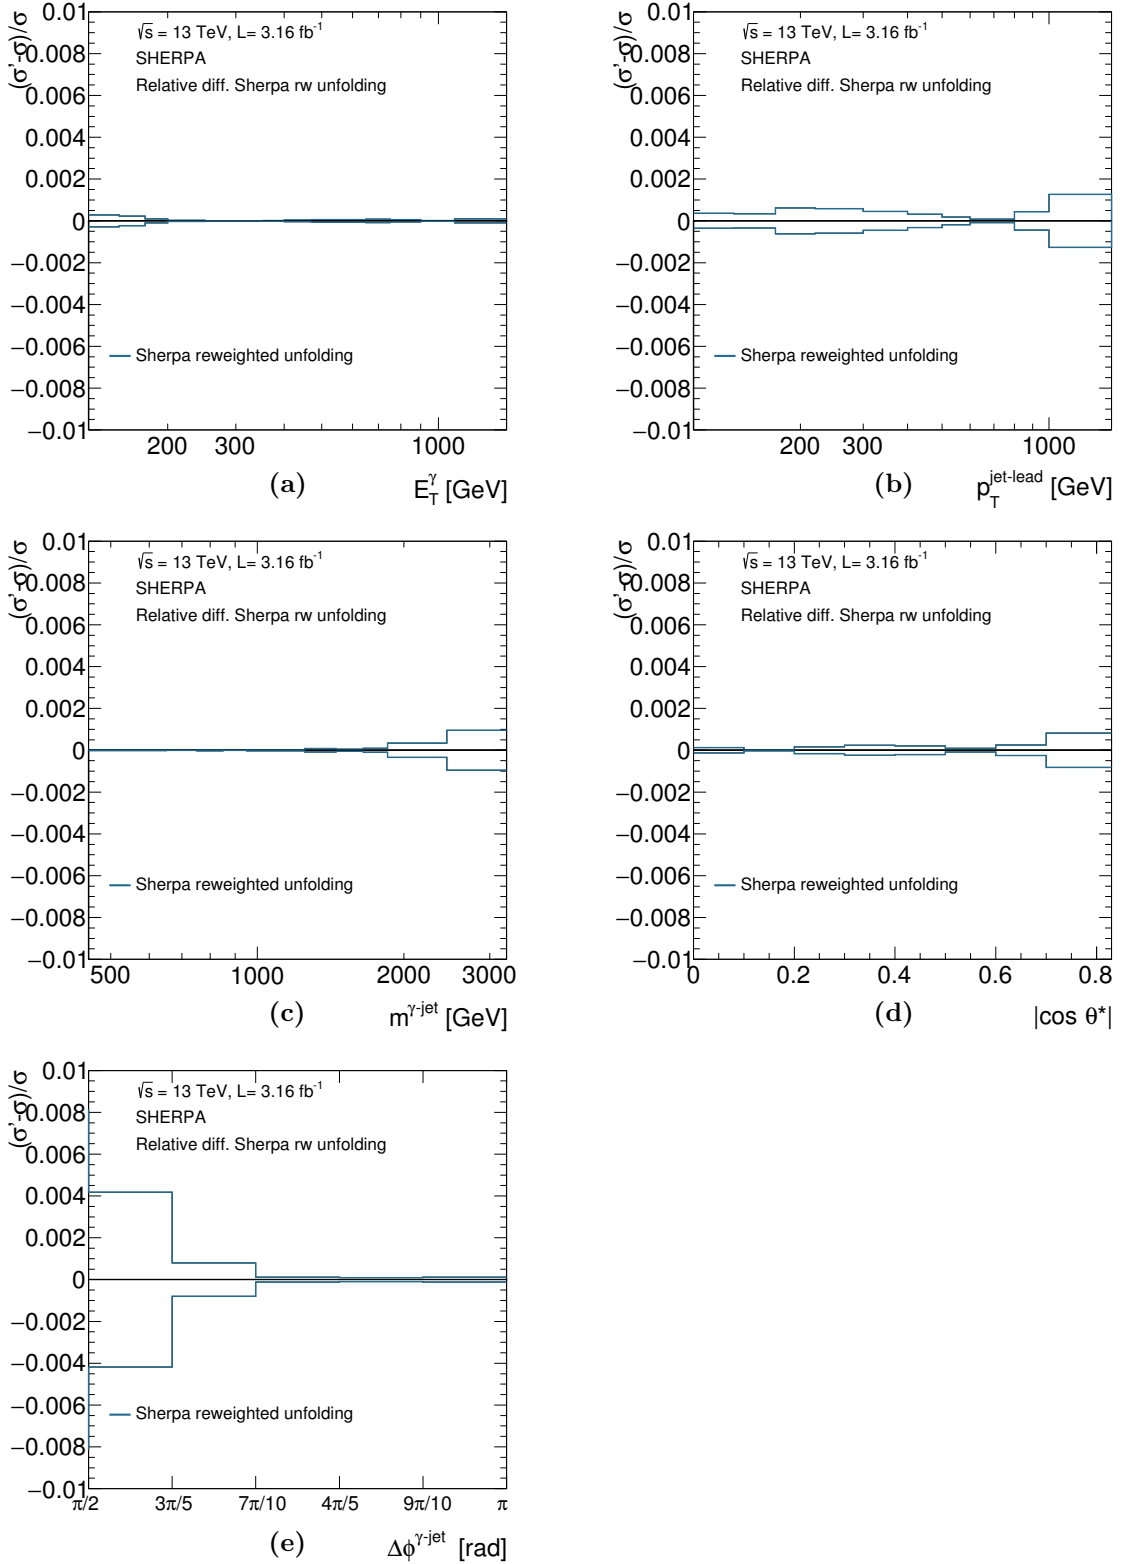 (σ'-σ)/σ
0.01
0.008
0.006
0.004
0.002
0
−0.002
−0.004
−0.006
−0.008
−0.01
√s = 13 TeV, L= 3.16 fb⁻¹
SHERPA
Relative diff. Sherpa rw unfolding
Sherpa reweighted unfolding
200 300 1000
(a) E_T^γ [GeV]
(σ'-σ)/σ
0.01
0.008
0.006
0.004
0.002
0
−0.002
−0.004
−0.006
−0.008
−0.01
√s = 13 TeV, L= 3.16 fb⁻¹
SHERPA
Relative diff. Sherpa rw unfolding
Sherpa reweighted unfolding
200 300 1000
(b) p_T^jet-lead [GeV]
(σ'-σ)/σ
0.01
0.008
0.006
0.004
0.002
0
−0.002
−0.004
−0.006
−0.008
−0.01
√s = 13 TeV, L= 3.16 fb⁻¹
SHERPA
Relative diff. Sherpa rw unfolding
Sherpa reweighted unfolding
500 1000 2000 3000
(c) m^γ-jet [GeV]
(σ'-σ)/σ
0.01
0.008
0.006
0.004
0.002
0
−0.002
−0.004
−0.006
−0.008
−0.01
√s = 13 TeV, L= 3.16 fb⁻¹
SHERPA
Relative diff. Sherpa rw unfolding
Sherpa reweighted unfolding
0 0.2 0.4 0.6 0.8
(d) |cos θ*|
(σ'-σ)/σ
0.01
0.008
0.006
0.004
0.002
0
−0.002
−0.004
−0.006
−0.008
−0.01
√s = 13 TeV, L= 3.16 fb⁻¹
SHERPA
Relative diff. Sherpa rw unfolding
Sherpa reweighted unfolding
π/2 3π/5 7π/10 4π/5 9π/10 π
(e) Δϕ^γ-jet [rad]